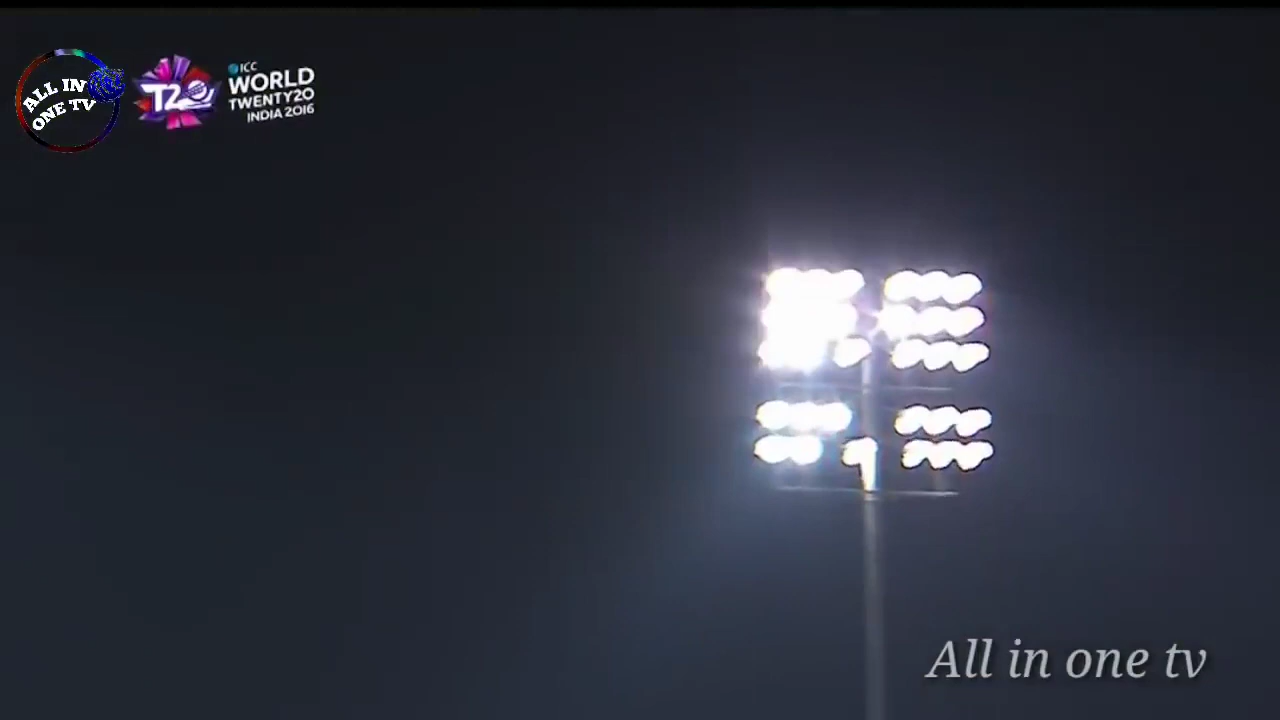 ALL IN
ONE TV
T20
ICC
WORLD
TWENTY20
INDIA 2016
All in one tv